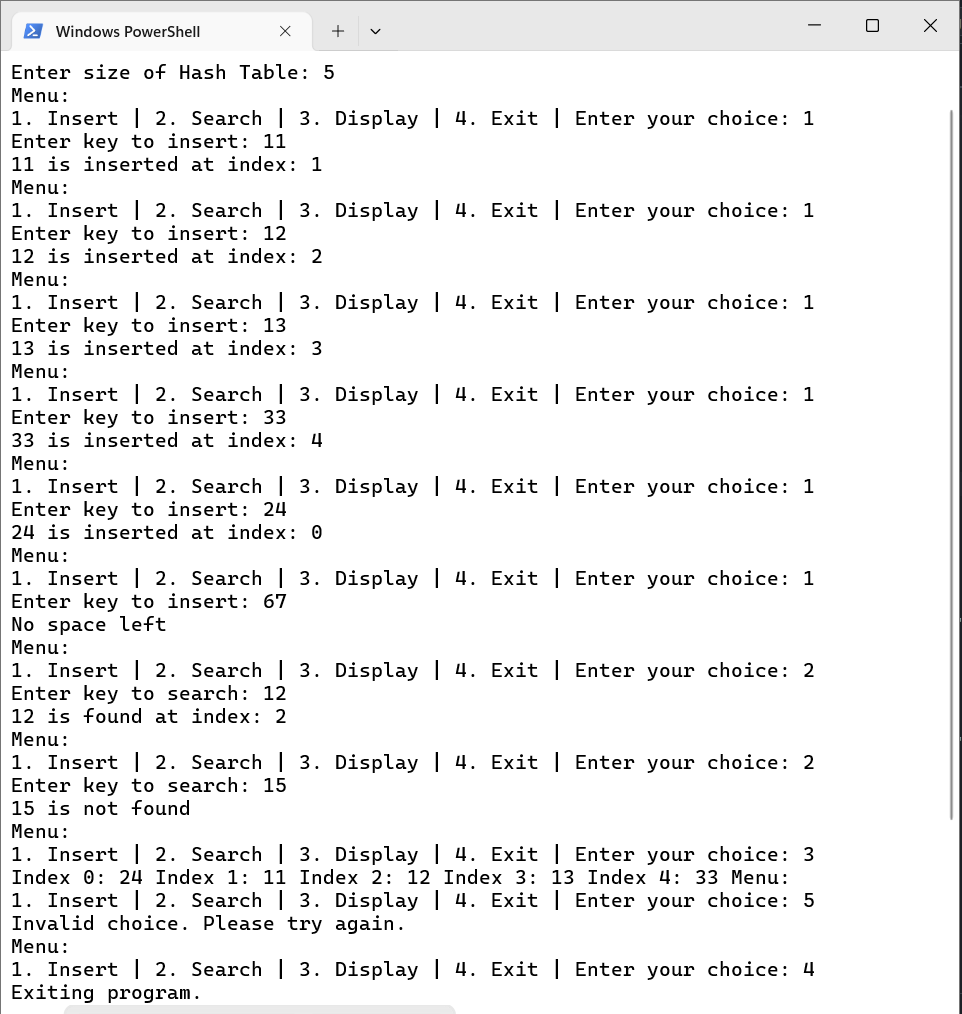 Windows PowerShell
Enter size of Hash Table: 5
Menu:
1. Insert | 2. Search | 3. Display | 4. Exit | Enter your choice: 1
Enter key to insert: 11
11 is inserted at index: 1
Menu:
1. Insert | 2. Search | 3. Display | 4. Exit | Enter your choice: 1
Enter key to insert: 12
12 is inserted at index: 2
Menu:
1. Insert | 2. Search | 3. Display | 4. Exit | Enter your choice: 1
Enter key to insert: 13
13 is inserted at index: 3
Menu:
1. Insert | 2. Search | 3. Display | 4. Exit | Enter your choice: 1
Enter key to insert: 33
33 is inserted at index: 4
Menu:
1. Insert | 2. Search | 3. Display | 4. Exit | Enter your choice: 1
Enter key to insert: 24
24 is inserted at index: 0
Menu:
1. Insert | 2. Search | 3. Display | 4. Exit | Enter your choice: 1
Enter key to insert: 67
No space left
Menu:
1. Insert | 2. Search | 3. Display | 4. Exit | Enter your choice: 2
Enter key to search: 12
12 is found at index: 2
Menu:
1. Insert | 2. Search | 3. Display | 4. Exit | Enter your choice: 2
Enter key to search: 15
15 is not found
Menu:
1. Insert | 2. Search | 3. Display | 4. Exit | Enter your choice: 3
Index 0: 24 Index 1: 11 Index 2: 12 Index 3: 13 Index 4: 33 Menu:
1. Insert | 2. Search | 3. Display | 4. Exit | Enter your choice: 5
Invalid choice. Please try again.
Menu:
1. Insert | 2. Search | 3. Display | 4. Exit | Enter your choice: 4
Exiting program.